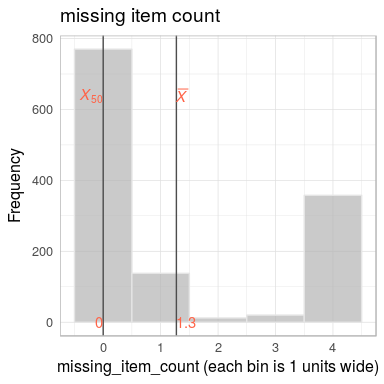 missing item count
800
600
400
200
0
Frequency
X50
X̅
0
1.3
0 1 2 3 4
missing_item_count (each bin is 1 units wide)